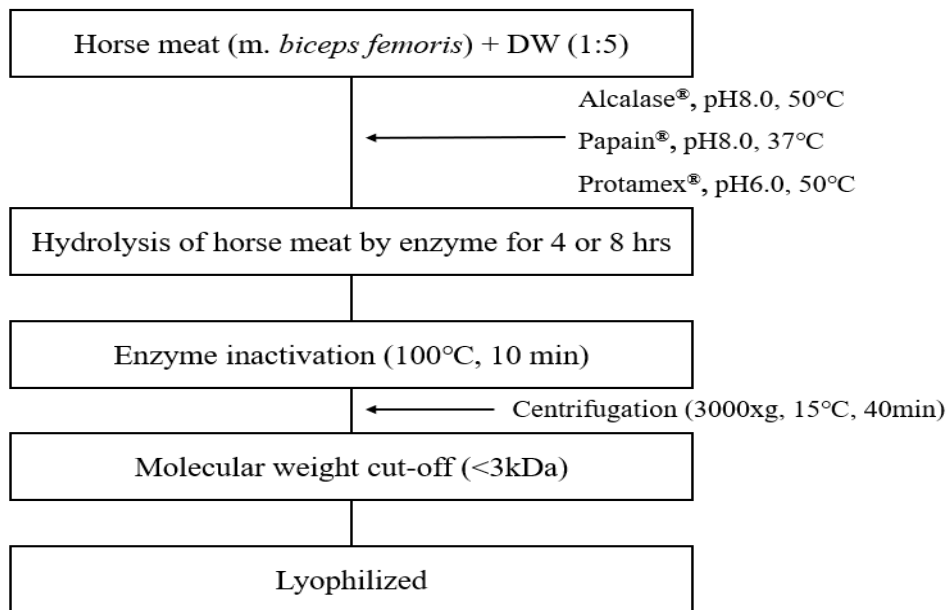 Horse meat (m. biceps femoris) + DW (1:5)
Alcalase®, pH8.0, 50℃
Papain®, pH8.0, 37℃
Protamex®, pH6.0, 50℃
Hydrolysis of horse meat by enzyme for 4 or 8 hrs
Enzyme inactivation (100℃, 10 min)
Centrifugation (3000xg, 15℃, 40min)
Molecular weight cut-off (<3kDa)
Lyophilized